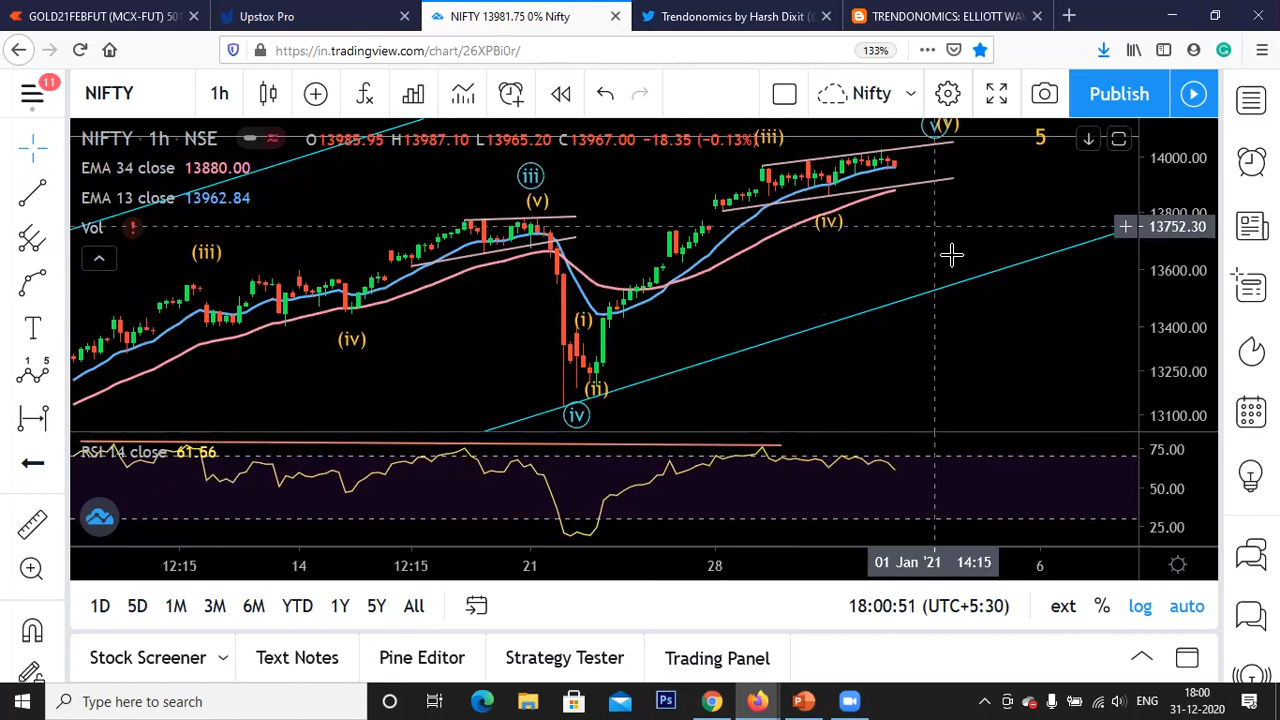 GOLD21FEBFUT (MCX-FUT) 501
Upstox Pro
NIFTY 13981.75 0% Nifty
Trendonomics by Harsh Dixit (@
TRENDONOMICS: ELLIOTT WAV
https://in.tradingview.com/chart/26XPBi0r/
133%
11
NIFTY
1h
Nifty
Publish
NIFTY · 1h · NSE
O13985.95 H13987.10 L13965.20 C13967.00 -18.35 (-0.13%)
EMA 34 close 13880.00
EMA 13 close 13962.84
Vol
(iii)
(iv)
iii
(v)
(i)
(ii)
iv
(iii)
(iv)
v
(v)
5
14000.00
13800.00
13752.30
13600.00
13400.00
13250.00
13100.00
RSI 14 close 61.56
75.00
50.00
25.00
12:15
14
12:15
21
28
01 Jan '21 14:15
6
1D 5D 1M 3M 6M YTD 1Y 5Y All
18:00:51 (UTC+5:30)
ext % log auto
Stock Screener
Text Notes
Pine Editor
Strategy Tester
Trading Panel
Type here to search
ENG
18:00
31-12-2020